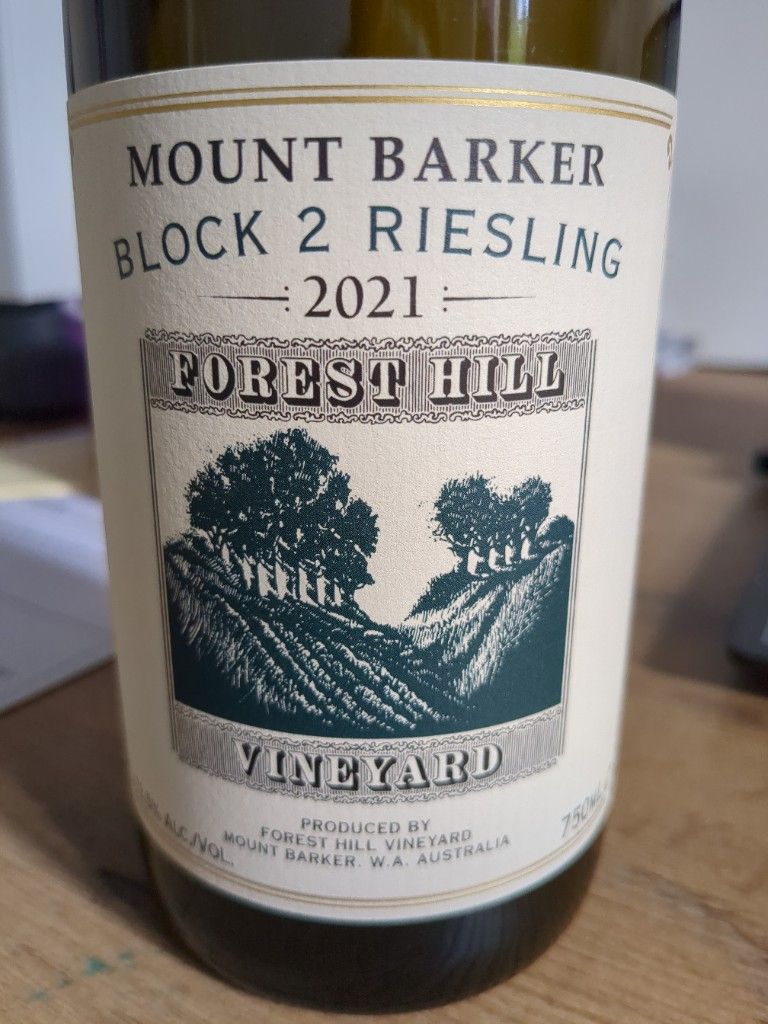 MOUNT BARKER
BLOCK 2 RIESLING
2021
FOREST HILL
VINEYARD
PRODUCED BY
FOREST HILL VINEYARD
MOUNT BARKER. W.A. AUSTRALIA
ALC./VOL.
750ML